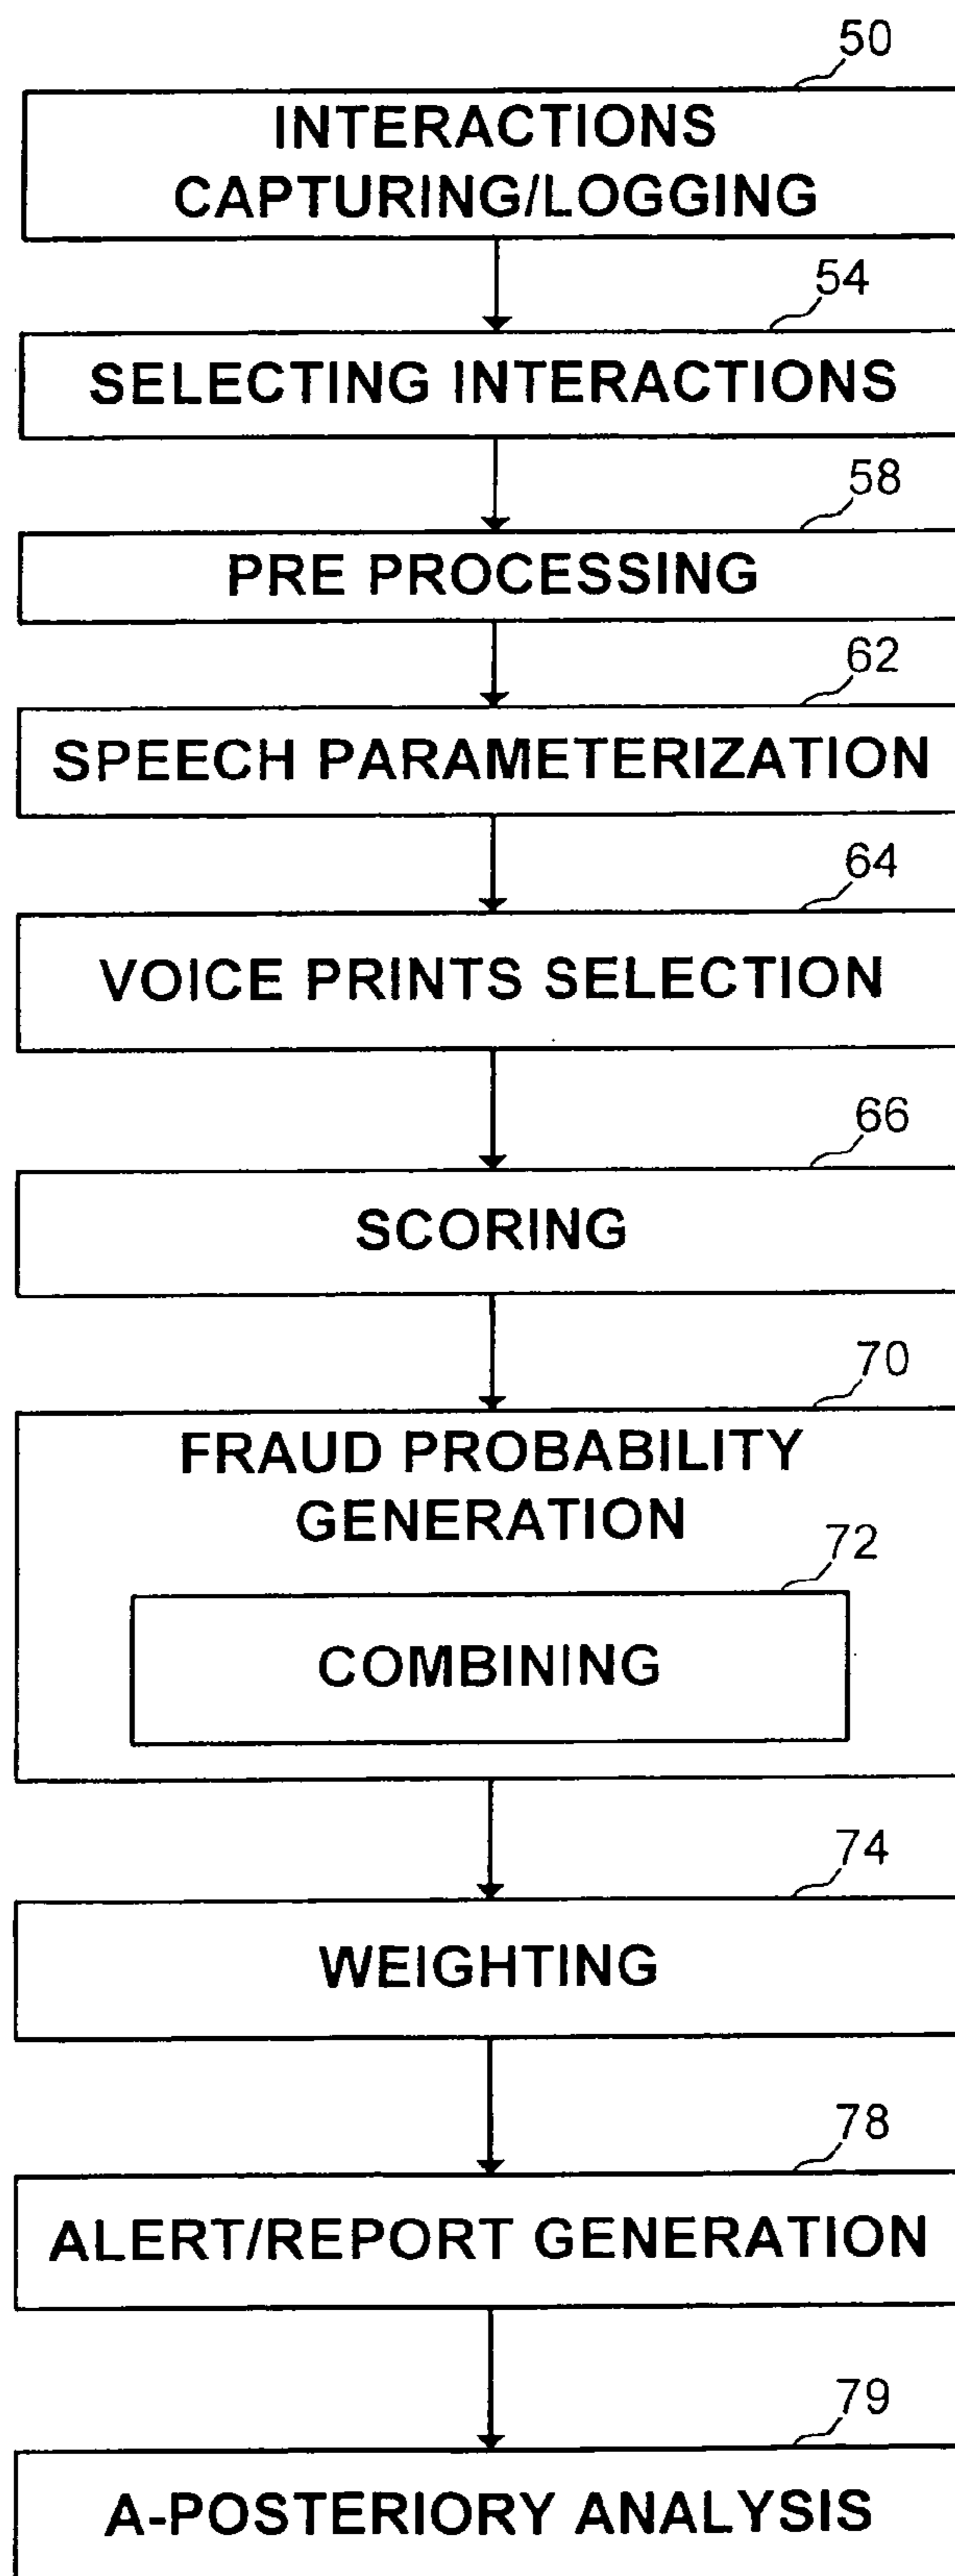 50
INTERACTIONS
CAPTURING/LOGGING
54
SELECTING INTERACTIONS
58
PRE PROCESSING
62
SPEECH PARAMETERIZATION
64
VOICE PRINTS SELECTION
66
SCORING
70
FRAUD PROBABILITY
GENERATION
72
COMBINING
74
WEIGHTING
78
ALERT/REPORT GENERATION
79
A-POSTERIORY ANALYSIS